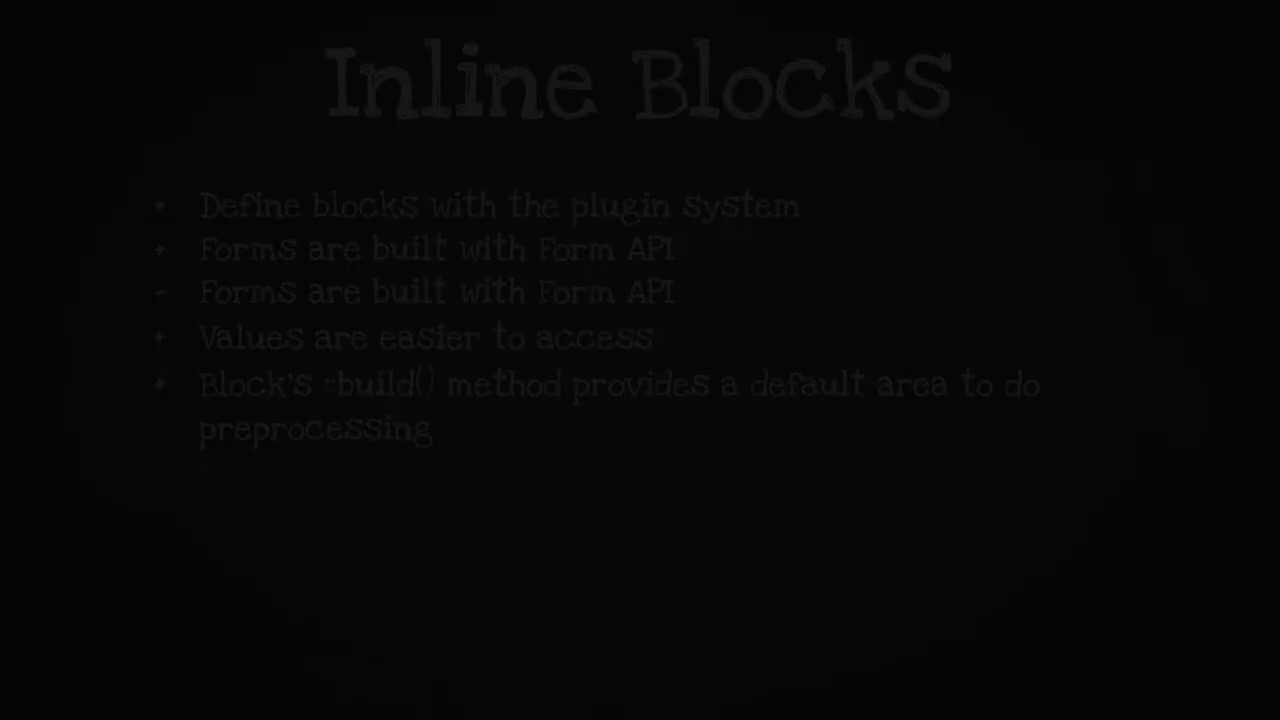 Inline Blocks
+ Define blocks with the plugin system
+ Forms are built with Form API
- Forms are built with Form API
+ Values are easier to access
+ Block's ::build() method provides a default area to do
preprocessing